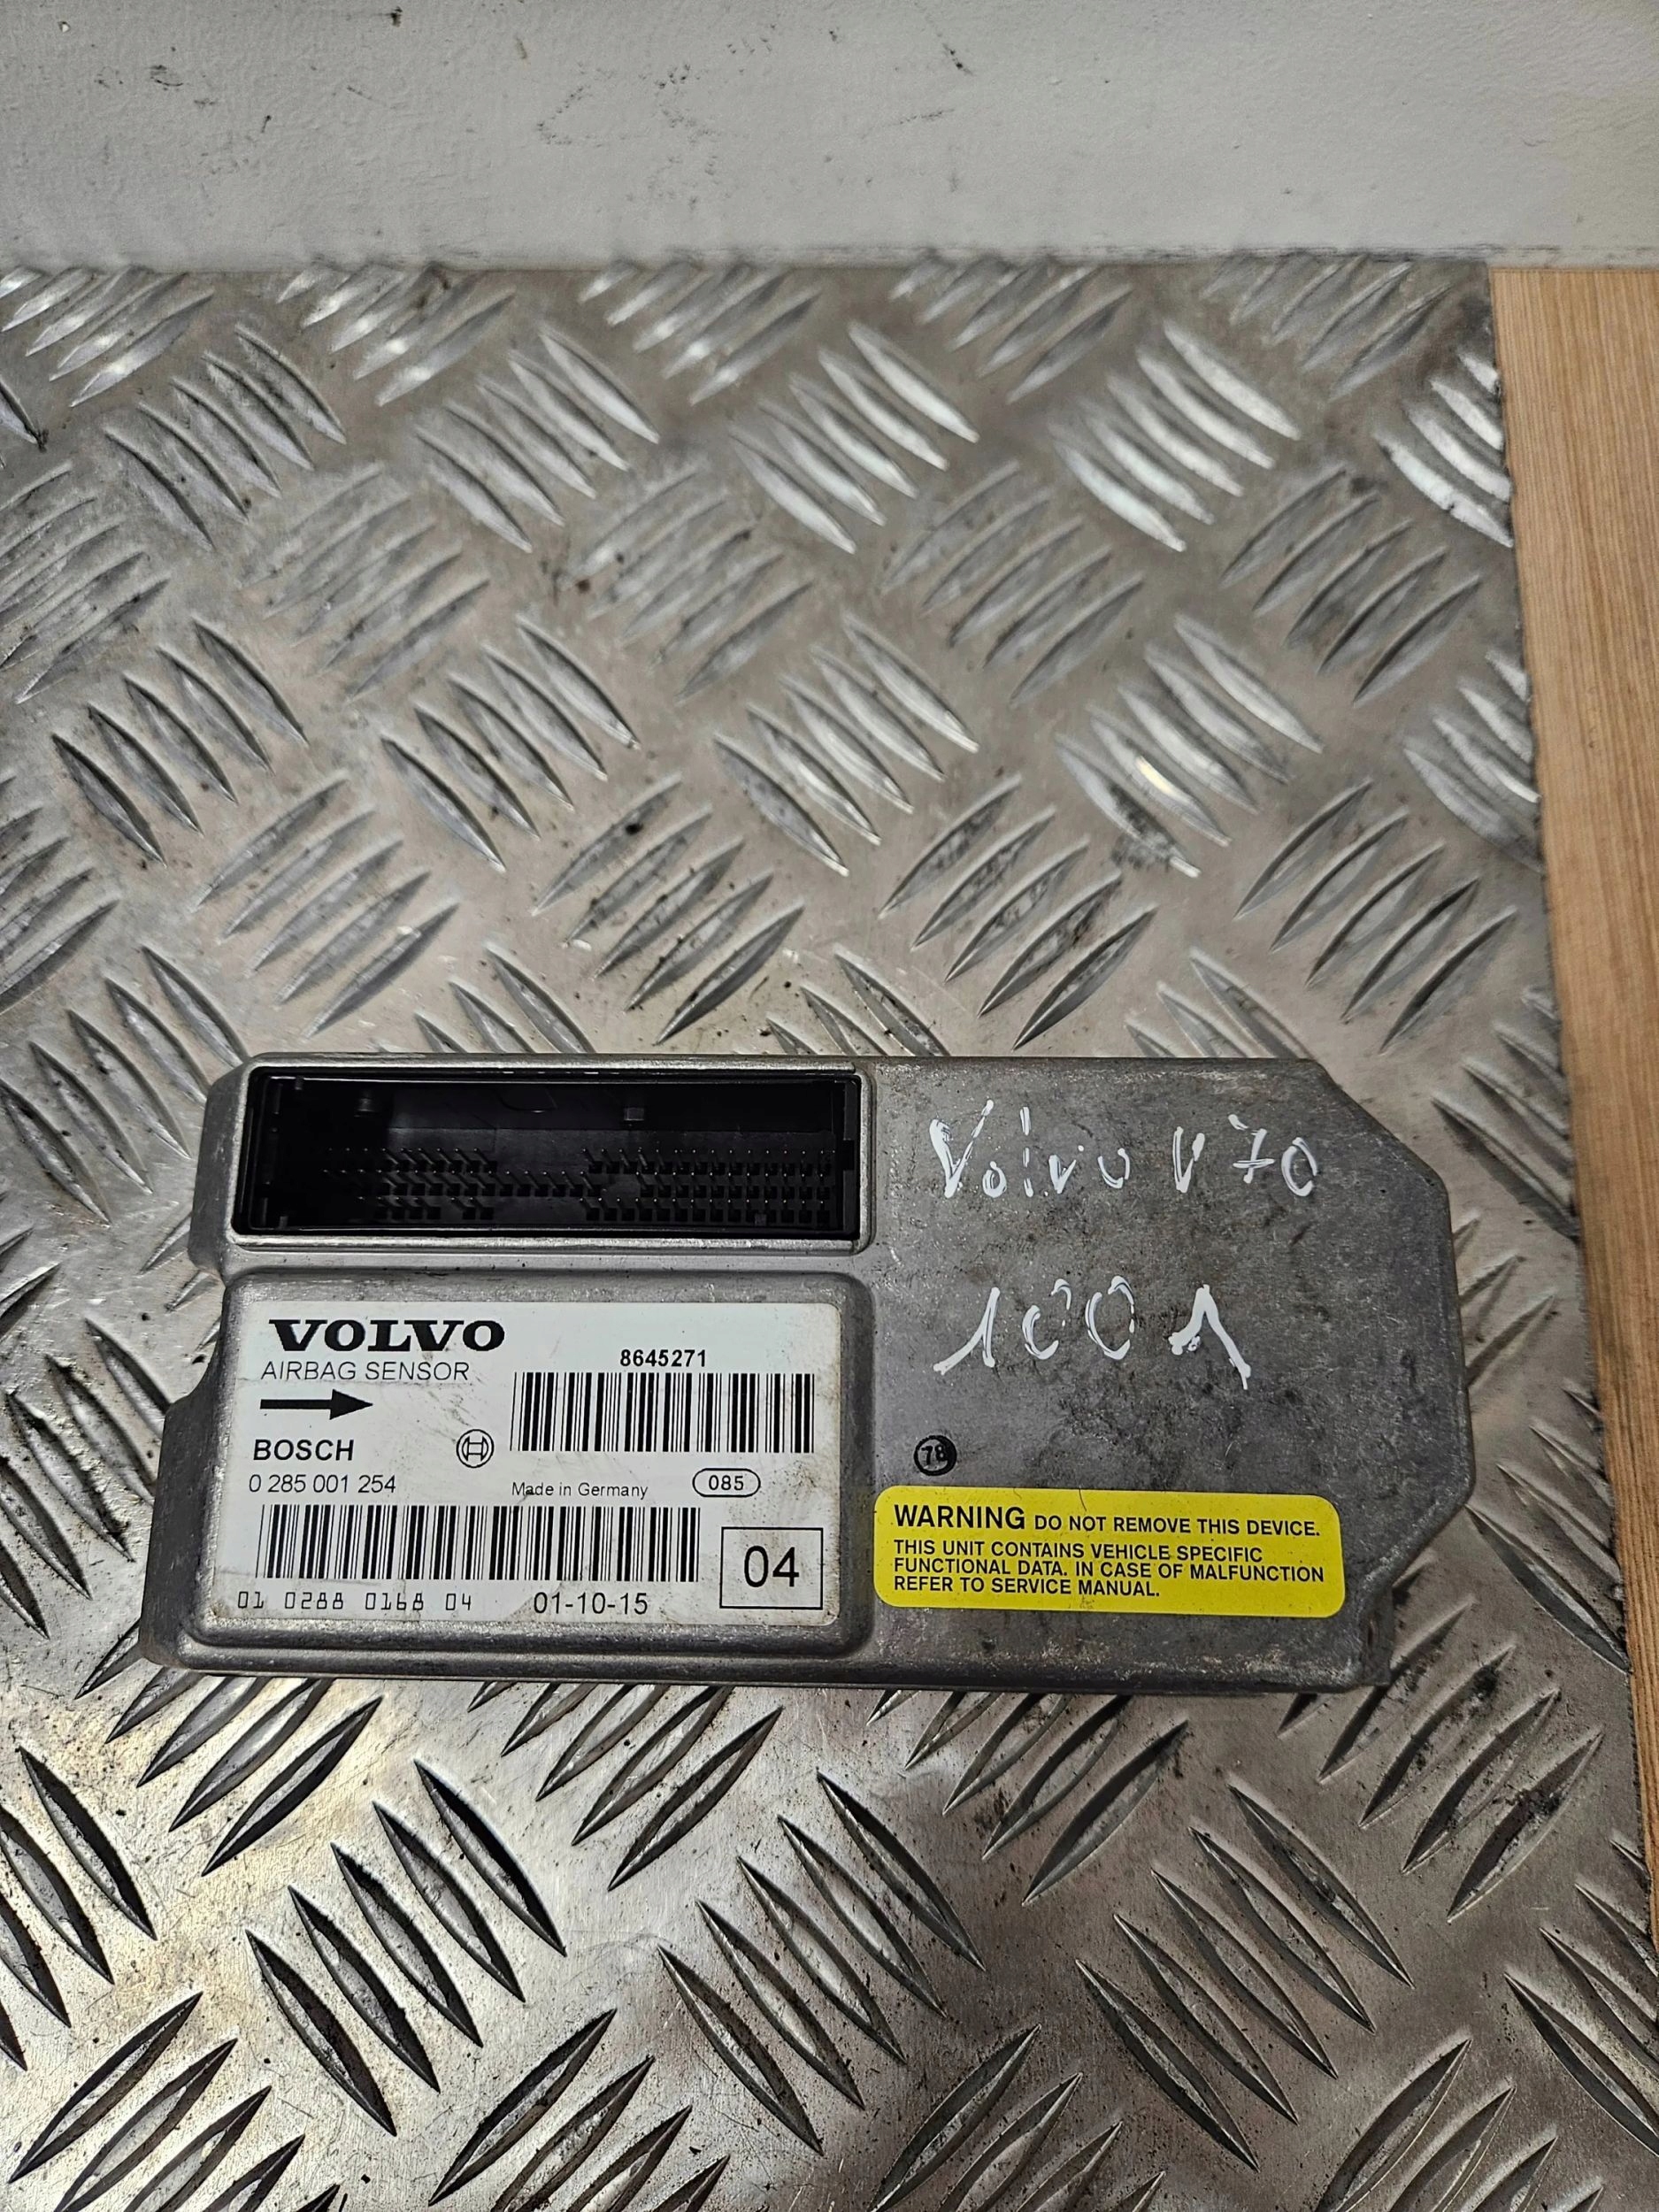 Volvo V70
1001
VOLVO
AIRBAG SENSOR
8645271
BOSCH
0 285 001 254
Made in Germany
085
01 0288 0168 04
01-10-15
04
78
WARNING DO NOT REMOVE THIS DEVICE.
THIS UNIT CONTAINS VEHICLE SPECIFIC
FUNCTIONAL DATA. IN CASE OF MALFUNCTION
REFER TO SERVICE MANUAL.